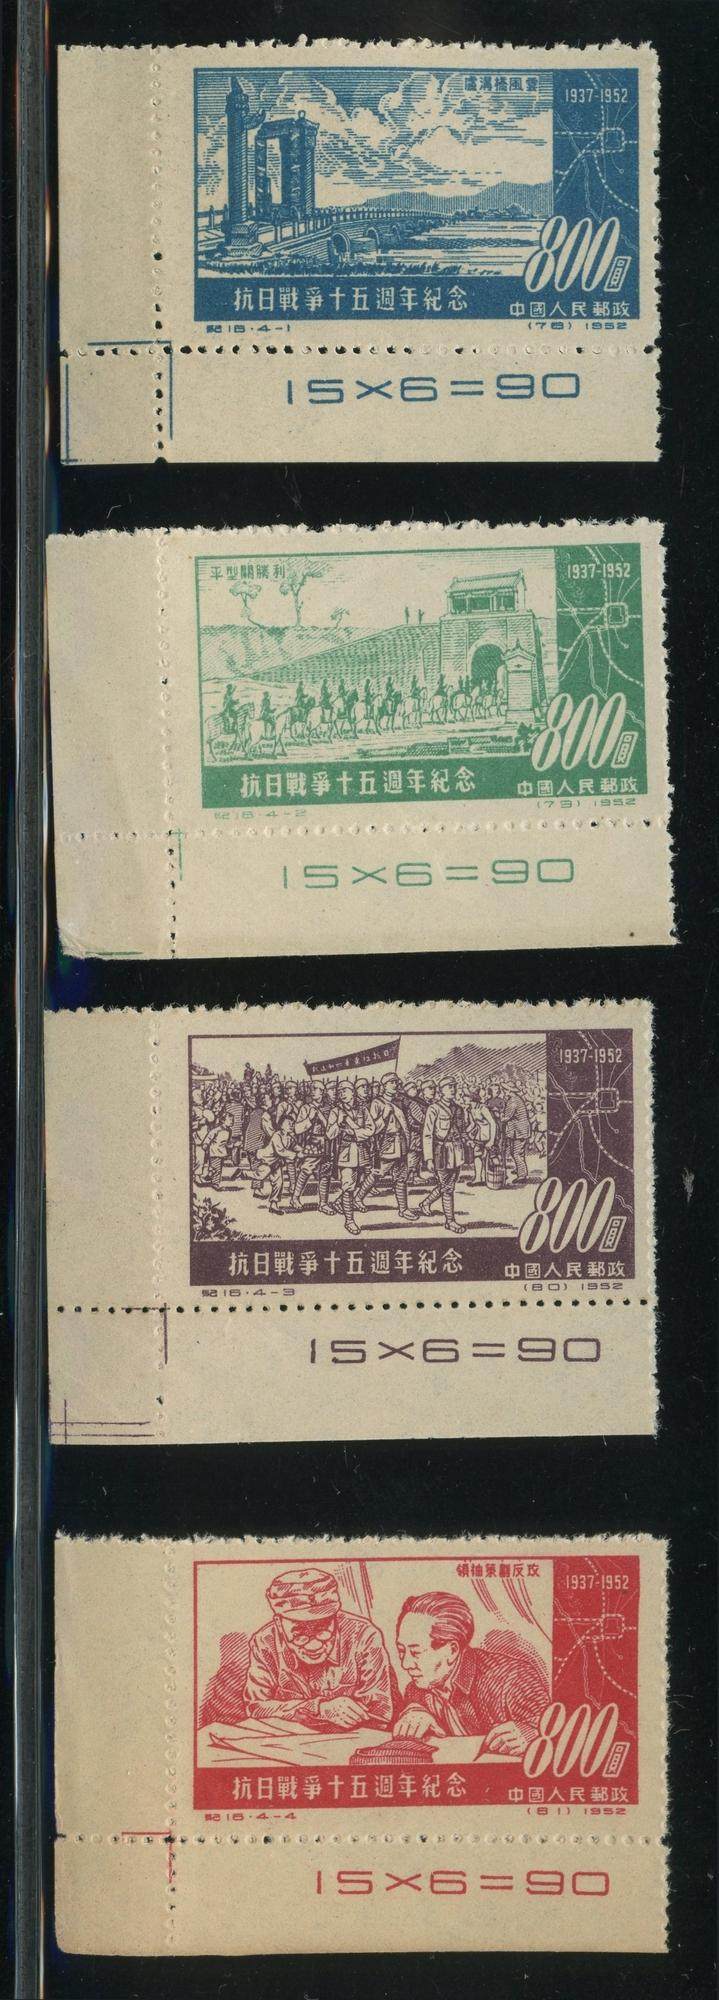 盧溝橋風雲
1937-1952
800圓
抗日戰爭十五週年紀念
中國人民郵政
紀16·4-1
(78) 1952
15×6=90
平型關勝利
1937-1952
800圓
抗日戰爭十五週年紀念
中國人民郵政
紀16·4-2
(79) 1952
15×6=90
1937-1952
800圓
抗日戰爭十五週年紀念
中國人民郵政
紀16·4-3
(80) 1952
15×6=90
領袖策劃反攻
1937-1952
800圓
抗日戰爭十五週年紀念
中國人民郵政
紀16·4-4
(81) 1952
15×6=90